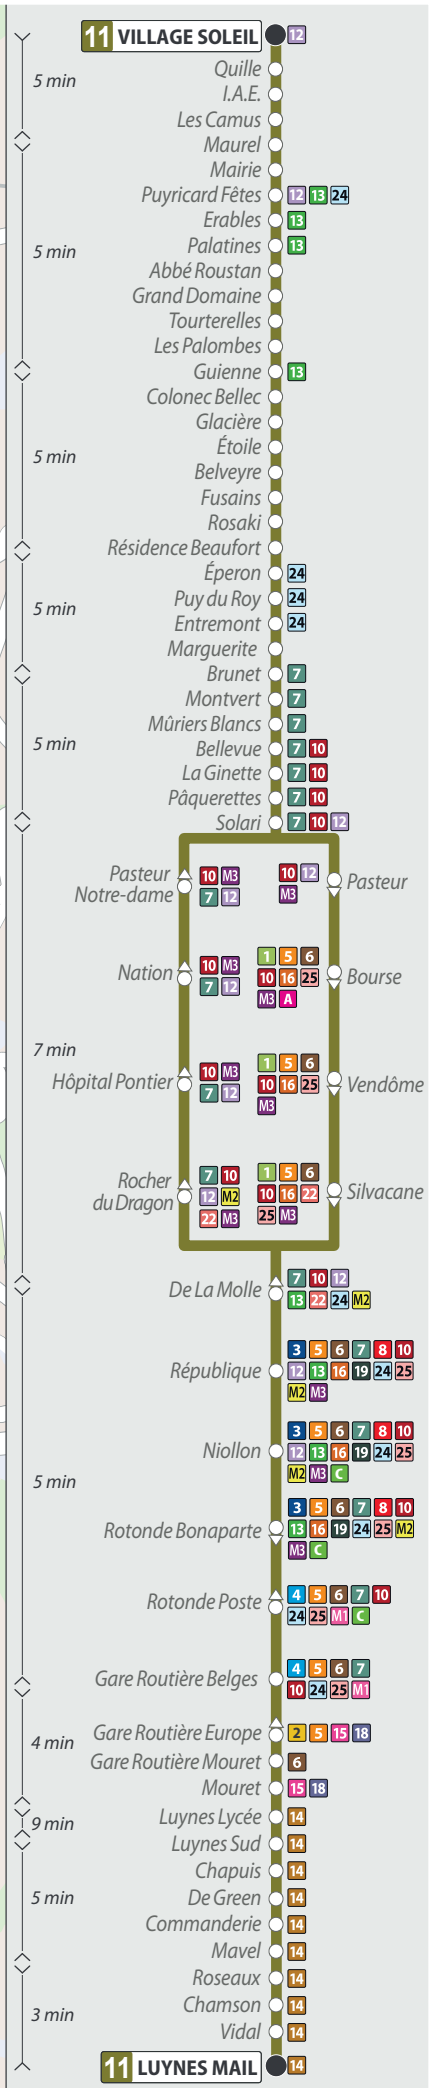 11 VILLAGE SOLEIL 12
Quille
5 min
I.A.E.
Les Camus
Maurel
Mairie
Puyricard Fêtes 12 13 24
Erables 13
Palatines 13
5 min
Abbé Roustan
Grand Domaine
Tourterelles
Les Palombes
Guienne 13
Colonec Bellec
Glacière
Étoile
5 min
Belveyre
Fusains
Rosaki
Résidence Beaufort
Éperon 24
Puy du Roy 24
5 min
Entremont 24
Marguerite
Brunet 7
Montvert 7
Mûriers Blancs 7
5 min
Bellevue 7 10
La Ginette 7 10
Pâquerettes 7 10
Solari 7 10 12
Pasteur
Notre-dame
10 M3
7 12
10 12
M3
Pasteur
Nation
10 M3
7 12
1 5 6
10 16 25
M3 A
Bourse
7 min
Hôpital Pontier
10 M3
7 12
1 5 6
10 16 25
M3
Vendôme
Rocher
du Dragon
7 10
12 M2
22 M3
1 5 6
10 16 22
25 M3
Silvacane
De La Molle
7 10 12
13 22 24 M2
République
3 5 6 7 8 10
12 13 16 19 24 25
M2 M3
Niollon
3 5 6 7 8 10
12 13 16 19 24 25
M2 M3 C
5 min
Rotonde Bonaparte
3 5 6 7 8 10
13 16 19 24 25 M2
M3 C
Rotonde Poste
4 5 6 7 10
24 25 M1 C
Gare Routière Belges
4 5 6 7
10 24 25 M1
Gare Routière Europe 2 5 15 18
4 min
Gare Routière Mouret 6
Mouret 15 18
Luynes Lycée 14
9 min
Luynes Sud 14
Chapuis 14
5 min
De Green 14
Commanderie 14
Mavel 14
Roseaux 14
Chamson 14
3 min
Vidal 14
11 LUYNES MAIL 14